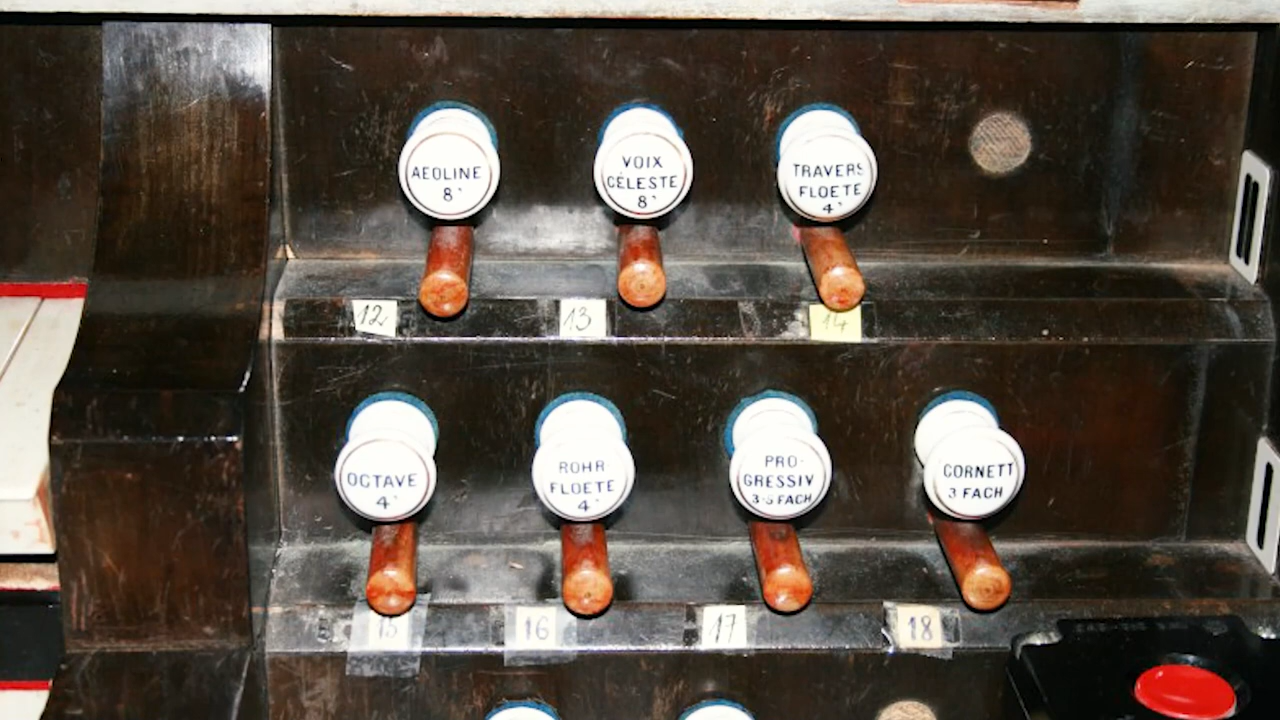 AEOLINE
8'
VOIX
CÉLESTE
8'
TRAVERS
FLOETE
4'
12
13
14
OCTAVE
4'
ROHR
FLOETE
4'
PRO-
GRESSIV
3-5 FACH
CORNETT
3 FACH
15
16
17
18